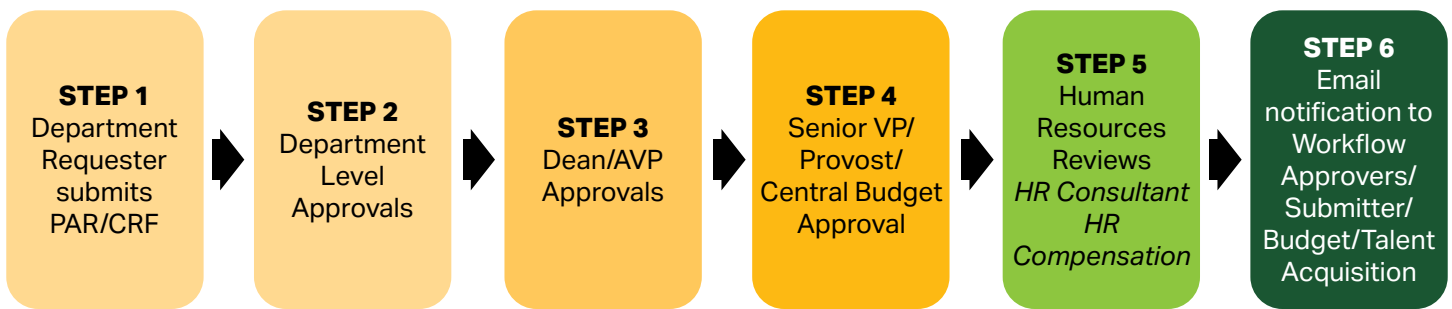 STEP 1
Department
Requester
submits
PAR/CRF
STEP 2
Department
Level
Approvals
STEP 3
Dean/AVP
Approvals
STEP 4
Senior VP/
Provost/
Central Budget
Approval
STEP 5
Human
Resources
Reviews
HR Consultant
HR
Compensation
STEP 6
Email
notification to
Workflow
Approvers/
Submitter/
Budget/Talent
Acquisition